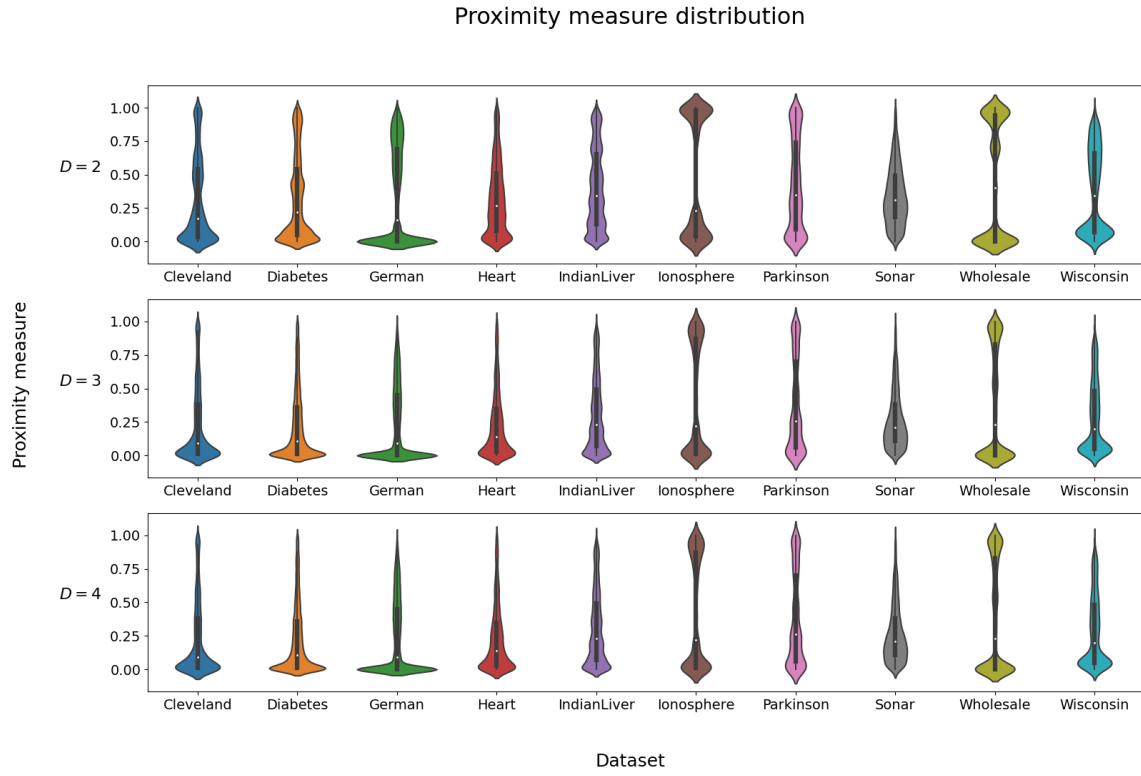 Proximity measure distribution
Proximity measure
D = 2
1.00
0.75
0.50
0.25
0.00
Cleveland Diabetes German Heart IndianLiver Ionosphere Parkinson Sonar Wholesale Wisconsin
D = 3
1.00
0.75
0.50
0.25
0.00
Cleveland Diabetes German Heart IndianLiver Ionosphere Parkinson Sonar Wholesale Wisconsin
D = 4
1.00
0.75
0.50
0.25
0.00
Cleveland Diabetes German Heart IndianLiver Ionosphere Parkinson Sonar Wholesale Wisconsin
Dataset